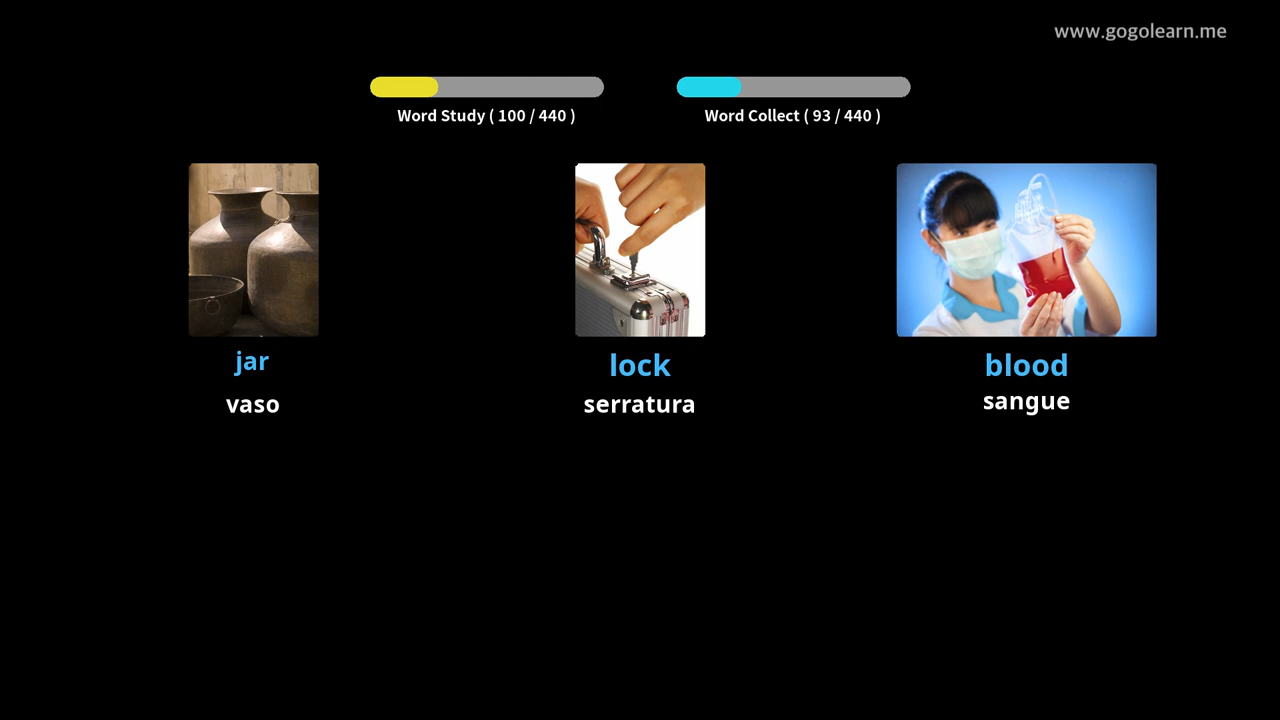 www.gogolearn.me
Word Study ( 100 / 440 )
Word Collect ( 93 / 440 )
jar
lock
blood
vaso
serratura
sangue